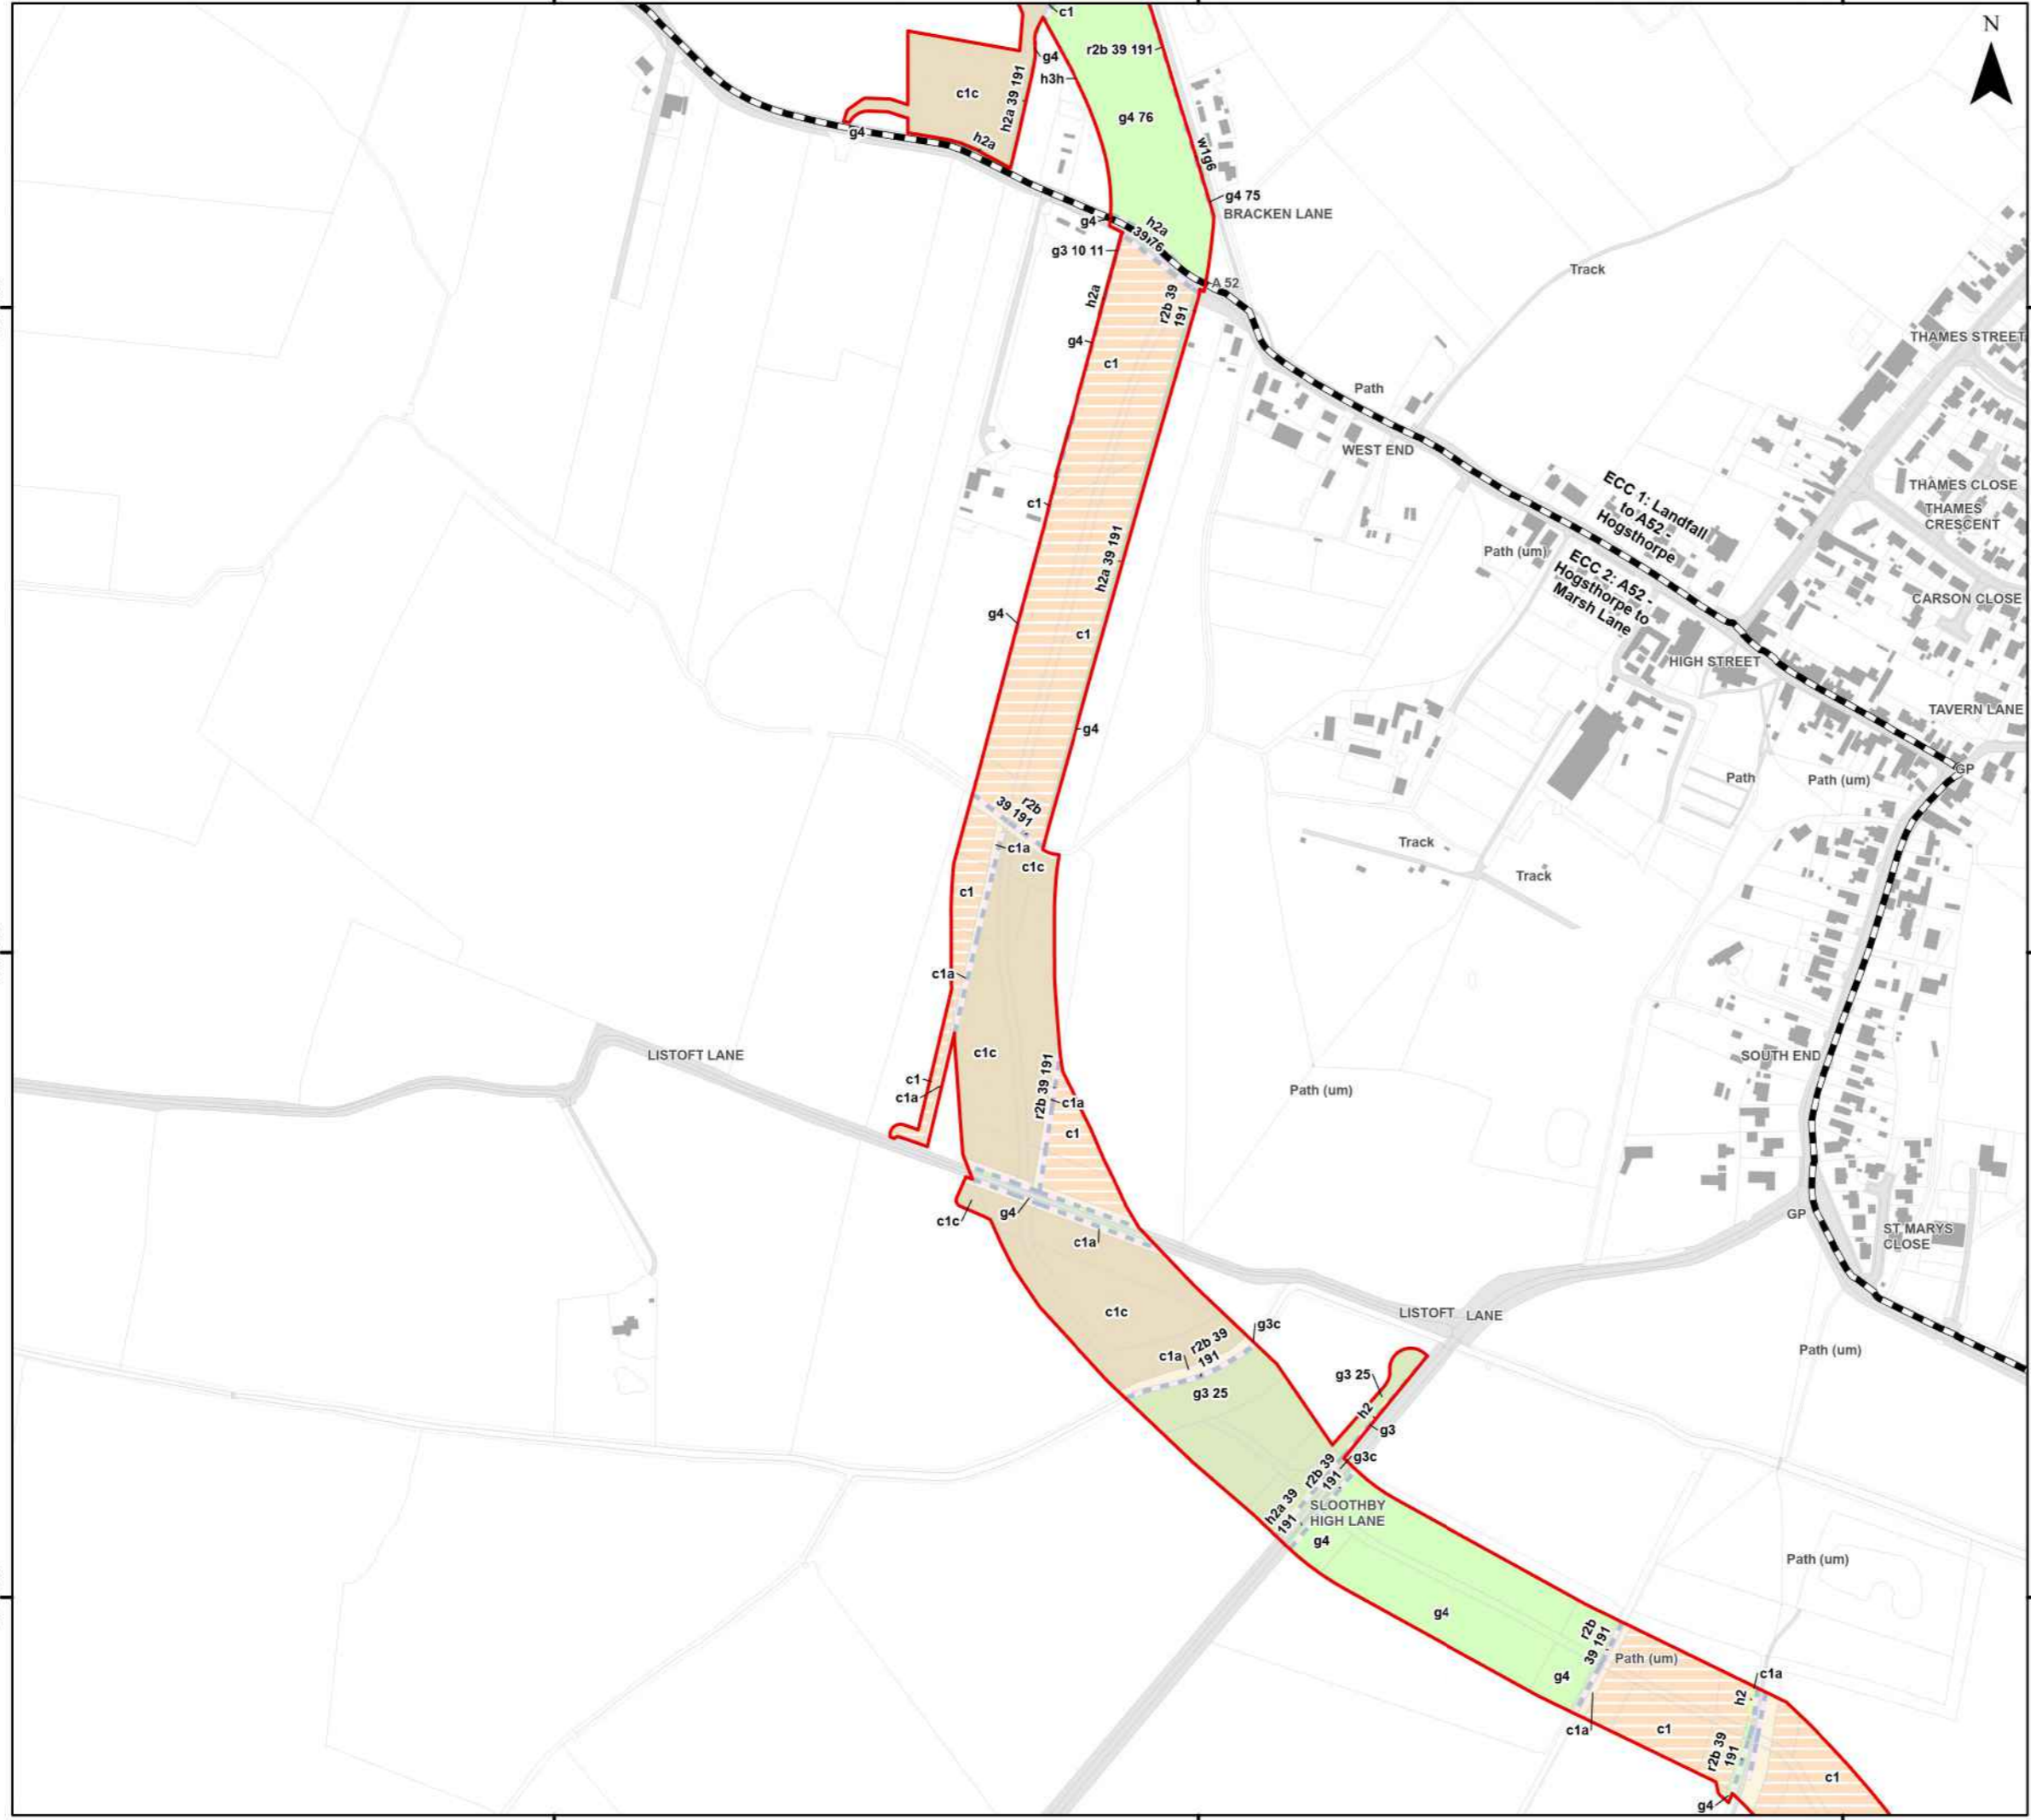 N
c1
r2b 39 191
g4
h3h
c1c
h2a 39 191
g4 76
g4
h2a
w1g6
g4 75
BRACKEN LANE
g4
h2a
39 76
g3 10 11
Track
A 52
h2a
r2b 39
191
g4
THAMES STREET
c1
Path
WEST END
ECC 1: Landfall
to A52 -
Hogsthorpe
THAMES CLOSE
c1
THAMES
CRESCENT
Path (um)
h2a 39 191
ECC 2: A52 -
Hogsthorpe to
Marsh Lane
CARSON CLOSE
g4
c1
HIGH STREET
TAVERN LANE
g4
GP
Path
Path (um)
r2b
39 191
c1a
Track
c1c
Track
c1
c1a
c1c
LISTOFT LANE
SOUTH END
c1
c1a
r2b 39 191
c1a
Path (um)
c1
c1c
g4
GP
ST MARYS
CLOSE
c1a
c1c
LISTOFT LANE
g3c
r2b 39
191
c1a
Path (um)
g3 25
g3 25
h2
g3
r2b 39
191
g3c
h2a 39
191
SLOOTHBY
HIGH LANE
g4
Path (um)
g4
r2b
39 191
Path (um)
g4
c1a
h2
c1a
c1
r2b 39
191
c1
g4